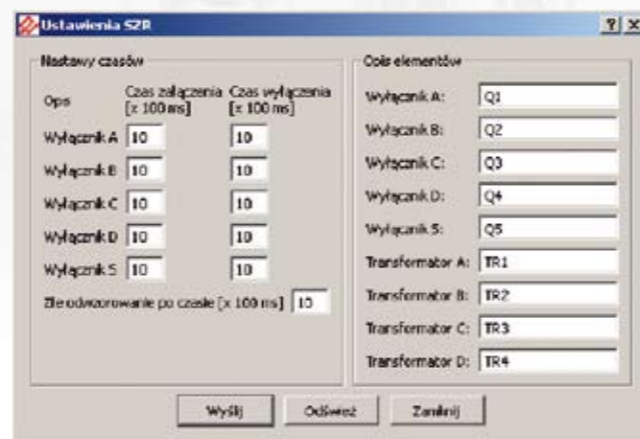 Ustawienia SZR
Nastawy czasów
Opis
Czas załączenia [x 100 ms]
Czas wyłączenia [x 100 ms]
Wyłącznik A 10 10
Wyłącznik B 10 10
Wyłącznik C 10 10
Wyłącznik D 10 10
Wyłącznik S 10 10
Złe odwzorowanie po czasie [x 100 ms] 10
Opis elementów
Wyłącznik A: Q1
Wyłącznik B: Q2
Wyłącznik C: Q3
Wyłącznik D: Q4
Wyłącznik S: Q5
Transformator A: TR1
Transformator B: TR2
Transformator C: TR3
Transformator D: TR4
Wyślij Odśwież Zamknij